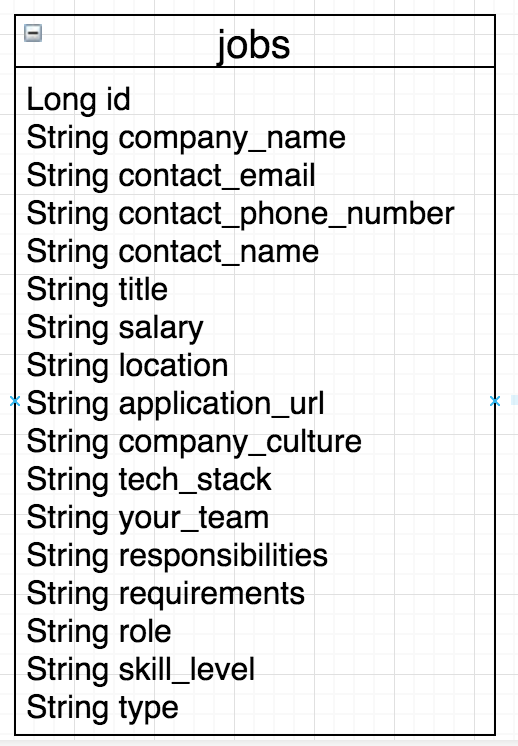 jobs
Long id
String company_name
String contact_email
String contact_phone_number
String contact_name
String title
String salary
String location
String application_url
String company_culture
String tech_stack
String your_team
String responsibilities
String requirements
String role
String skill_level
String type